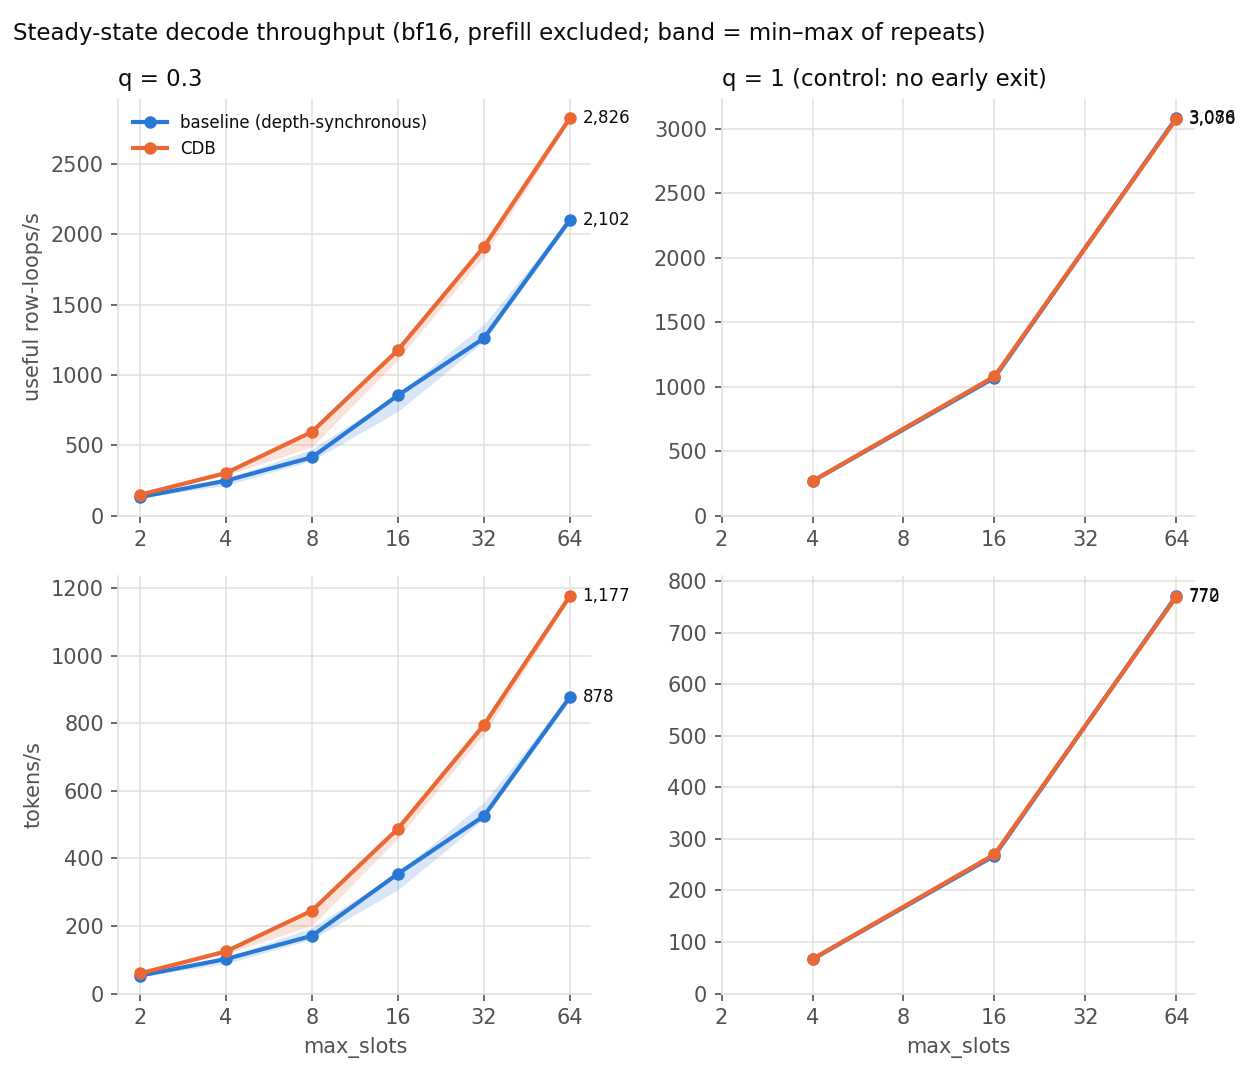 Steady-state decode throughput (bf16, prefill excluded; band = min–max of repeats)
q = 0.3
baseline (depth-synchronous)
CDB
2,826
2,102
useful row-loops/s
2500
2000
1500
1000
500
0
2 4 8 16 32 64
q = 1 (control: no early exit)
3000
2500
2000
1500
1000
500
0
2 4 8 16 32 64
1,177
878
tokens/s
1200
1000
800
600
400
200
0
2 4 8 16 32 64
max_slots
800
700
600
500
400
300
200
100
0
2 4 8 16 32 64
max_slots